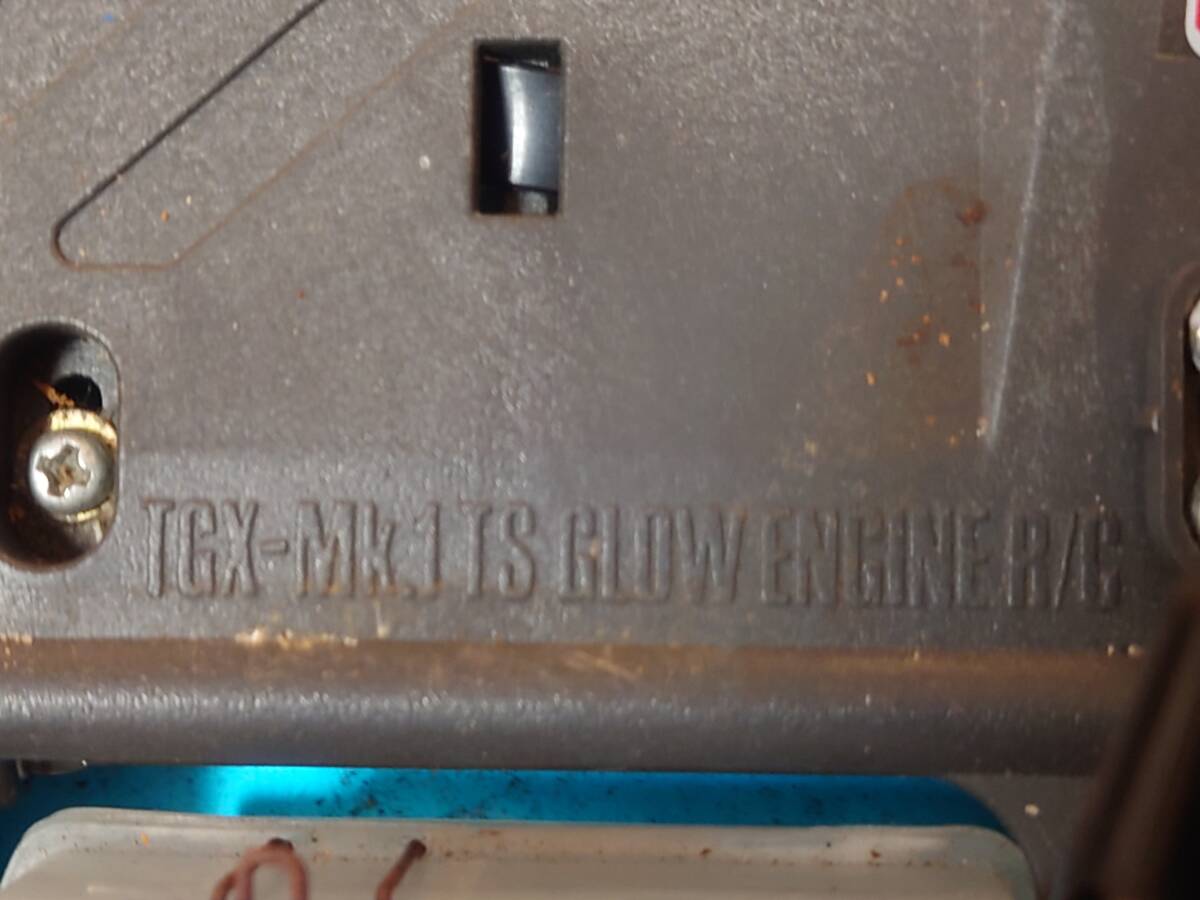 TGX-Mk.1 TS GLOW ENGINE R/C